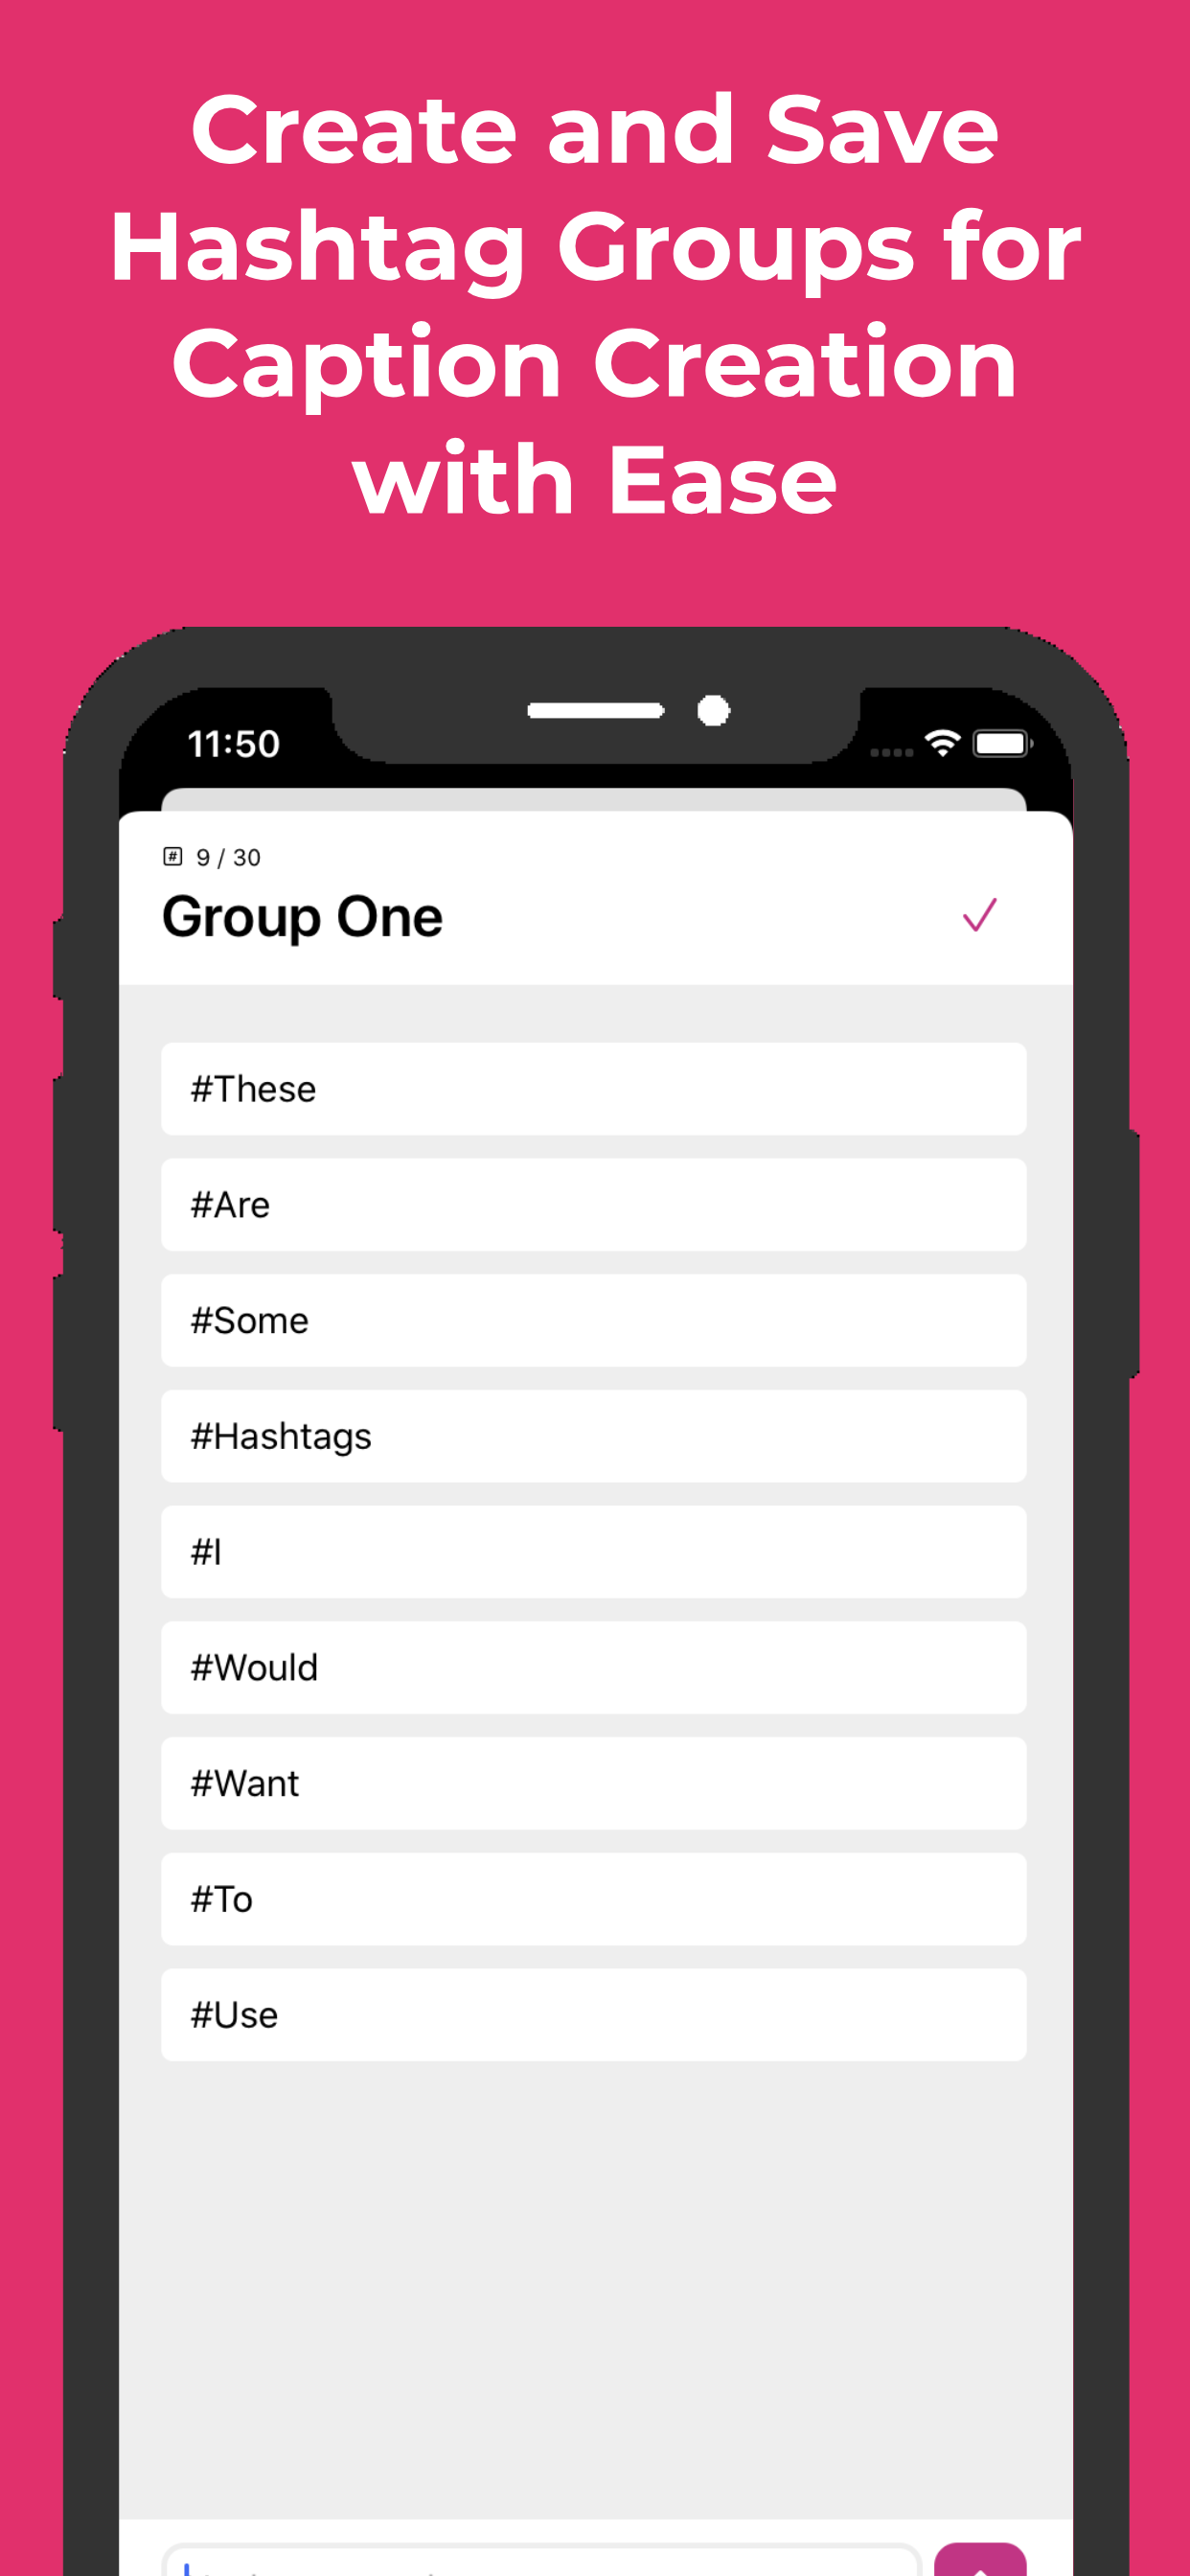 Create and Save
Hashtag Groups for
Caption Creation
with Ease
11:50
# 9 / 30
Group One
#These
#Are
#Some
#Hashtags
#I
#Would
#Want
#To
#Use